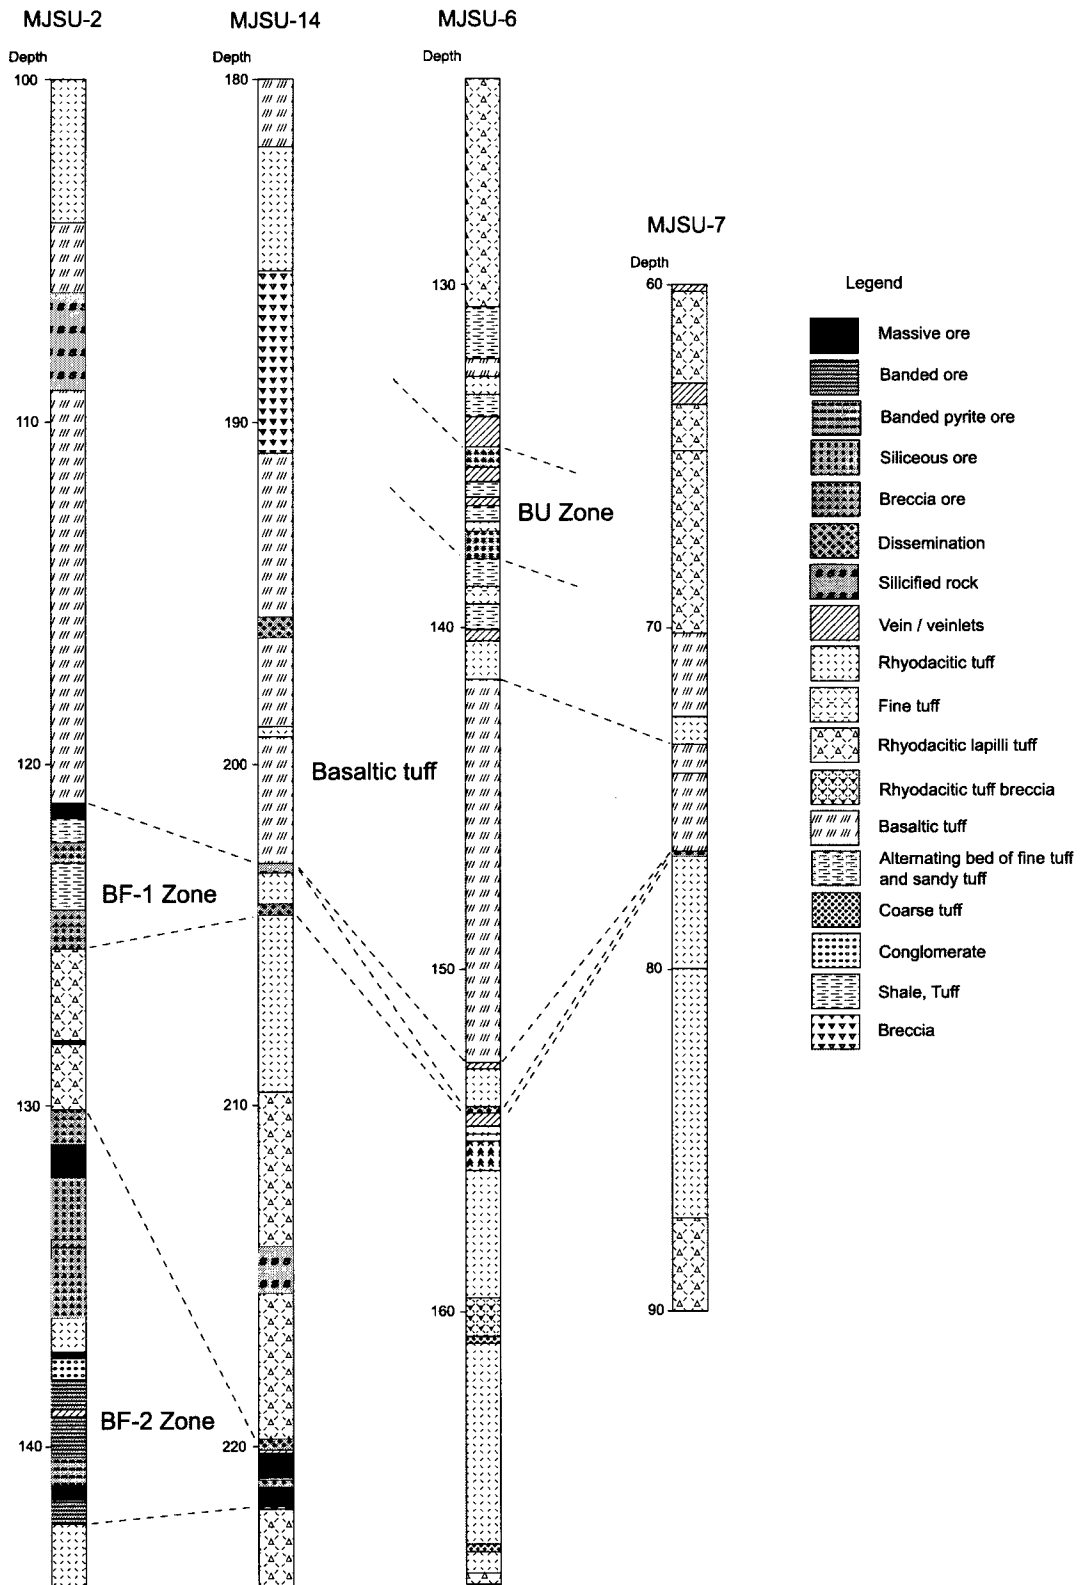 MJSU-2
MJSU-14
MJSU-6
Depth
Depth
Depth
100
180
MJSU-7
Depth
130
60
Legend
Massive ore
Banded ore
110
190
Banded pyrite ore
Siliceous ore
Breccia ore
BU Zone
Dissemination
Silicified rock
140
70
Vein / veinlets
Rhyodacitic tuff
Fine tuff
Rhyodacitic lapilli tuff
120
200
Basaltic tuff
Rhyodacitic tuff breccia
Basaltic tuff
Alternating bed of fine tuff
and sandy tuff
BF-1 Zone
Coarse tuff
Conglomerate
150
80
Shale, Tuff
Breccia
130
210
160
90
BF-2 Zone
140
220